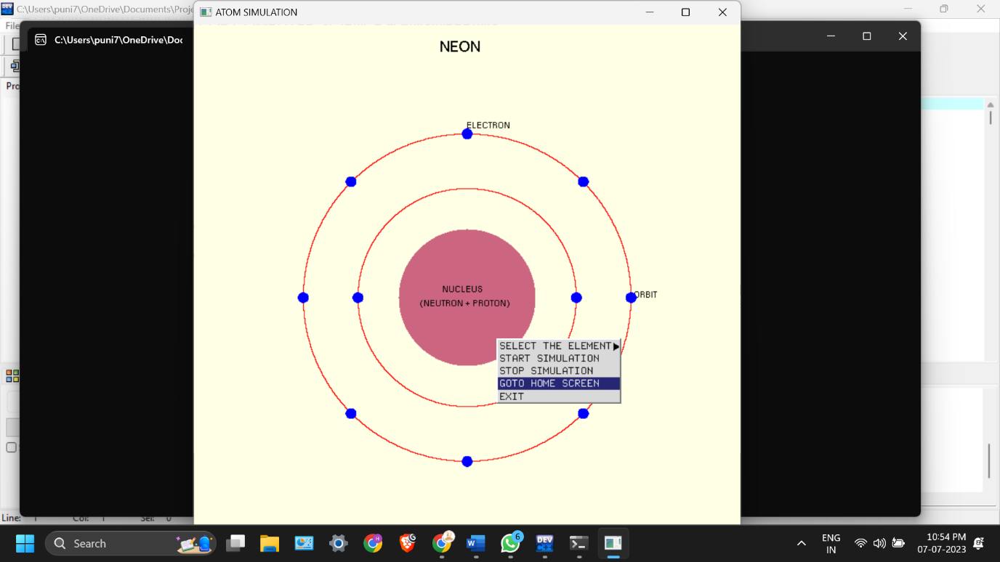 C:\Users\puni7\OneDrive\Documents\Proje
ATOM SIMULATION
File
C:\Users\puni7\OneDrive\Doc
NEON
Pro
ELECTRON
ORBIT
NUCLEUS
(NEUTRON + PROTON)
SELECT THE ELEMENT
START SIMULATION
STOP SIMULATION
GOTO HOME SCREEN
EXIT
Line: 1 Col: 1 Sel: 0
Search
6
DEV
ENG
IN
10:54 PM
07-07-2023